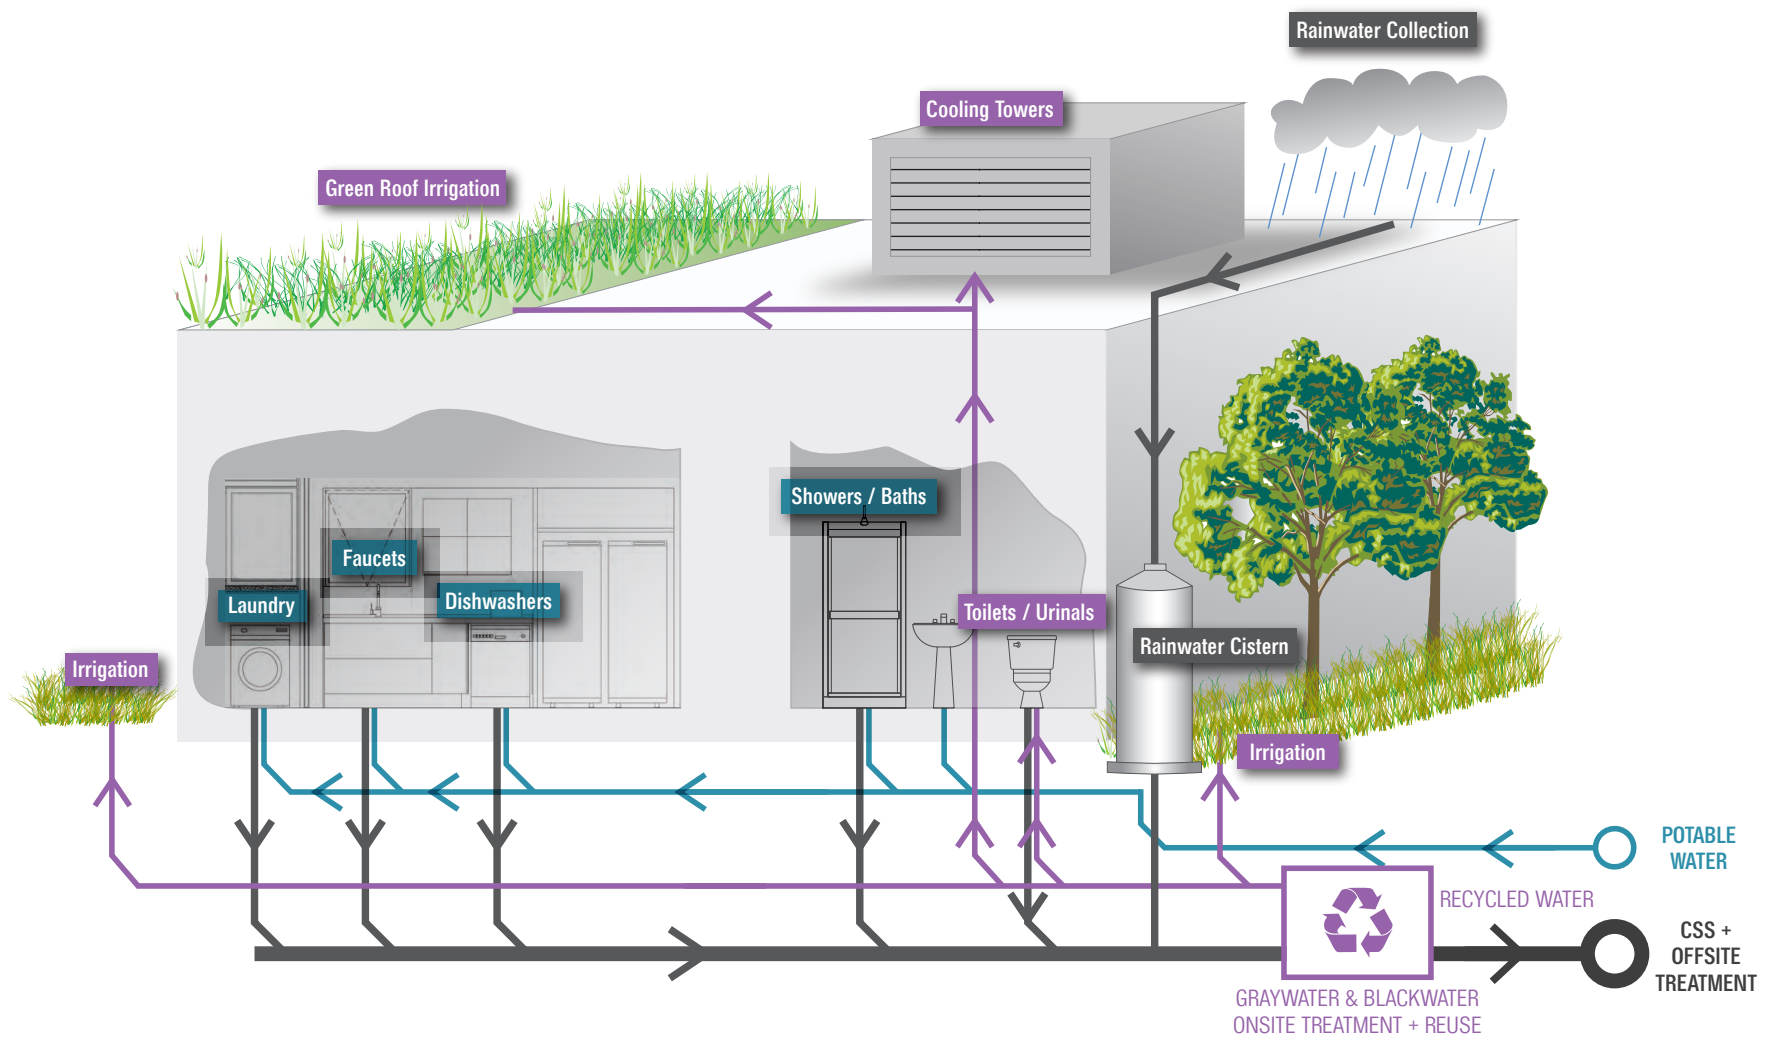 Rainwater Collection
Cooling Towers
Green Roof Irrigation
Showers / Baths
Faucets
Laundry
Dishwashers
Toilets / Urinals
Rainwater Cistern
Irrigation
Irrigation
POTABLE
WATER
RECYCLED WATER
CSS +
OFFSITE
TREATMENT
GRAYWATER & BLACKWATER
ONSITE TREATMENT + REUSE